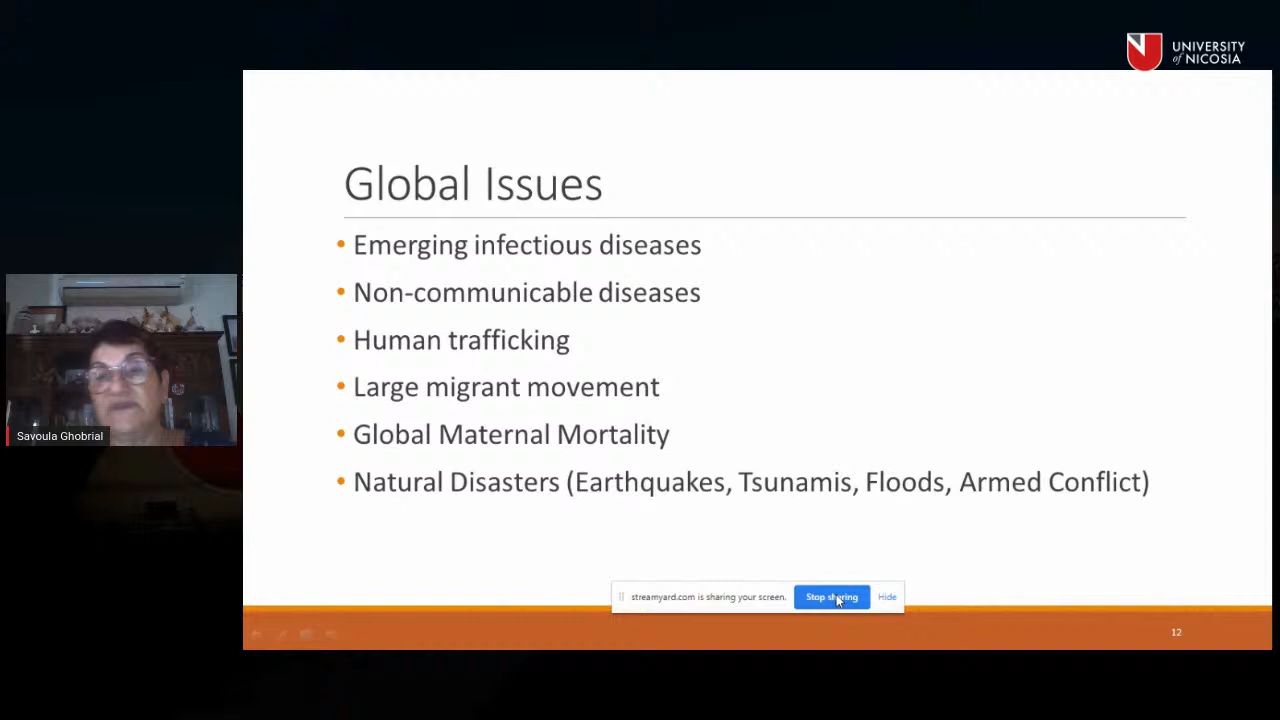 UNIVERSITY
of NICOSIA
Global Issues
• Emerging infectious diseases
• Non-communicable diseases
• Human trafficking
• Large migrant movement
• Global Maternal Mortality
• Natural Disasters (Earthquakes, Tsunamis, Floods, Armed Conflict)
Savoula Ghobrial
streamyard.com is sharing your screen. Stop sharing Hide
12